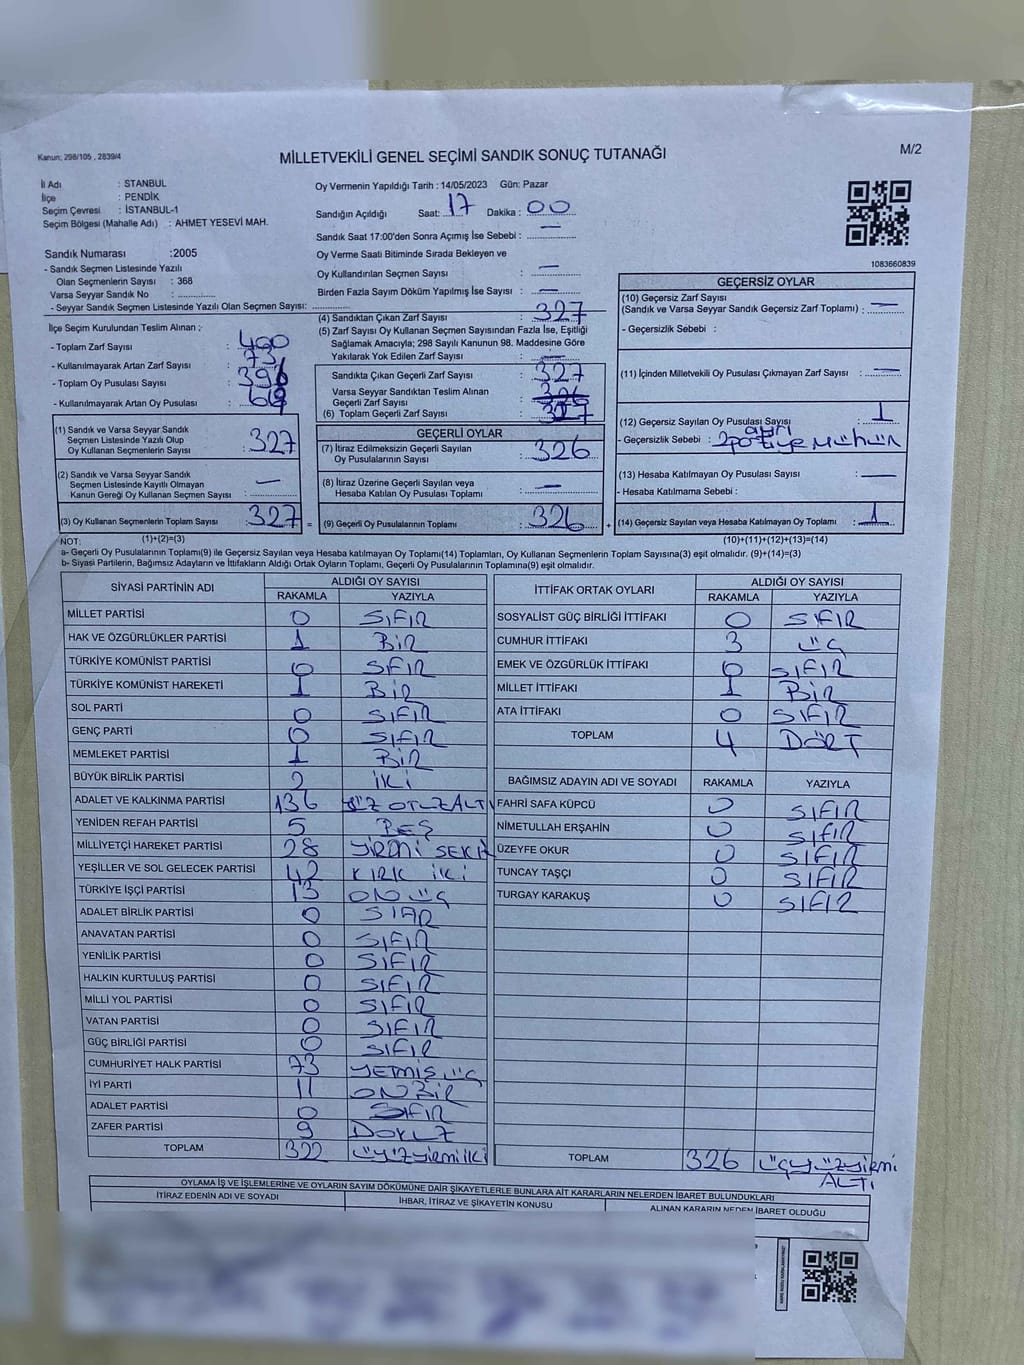 Kanun: 298/105 , 2839/4
MİLLETVEKİLİ GENEL SEÇİMİ SANDIK SONUÇ TUTANAĞI
M/2
İl Adı : STANBUL
İlçe : PENDİK
Seçim Çevresi : İSTANBUL-1
Seçim Bölgesi (Mahalle Adı) : AHMET YESEVİ MAH.
Sandık Numarası :2005
- Sandık Seçmen Listesinde Yazılı
Olan Seçmenlerin Sayısı : 368
Varsa Seyyar Sandık No : ............
- Seyyar Sandık Seçmen Listesinde Yazılı Olan Seçmen Sayısı: ............
Oy Vermenin Yapıldığı Tarih : 14/05/2023 Gün: Pazar
Sandığın Açıldığı Saat: 17 Dakika : 00
Sandık Saat 17:00'den Sonra Açımış İse Sebebi : —
Oy Verme Saati Bitiminde Sırada Bekleyen ve
Oy Kullandırılan Seçmen Sayısı : —
Birden Fazla Sayım Döküm Yapılmış İse Sayısı : —
1083660839
İlçe Seçim Kurulundan Teslim Alınan ;
- Toplam Zarf Sayısı : 400
- Kullanılmayarak Artan Zarf Sayısı : 73
- Toplam Oy Pusulası Sayısı : 396
- Kullanılmayarak Artan Oy Pusulası : 69
(1) Sandık ve Varsa Seyyar Sandık
Seçmen Listesinde Yazılı Olup
Oy Kullanan Seçmenlerin Sayısı : 327
(2) Sandık ve Varsa Seyyar Sandık
Seçmen Listesinde Kayıtlı Olmayan
Kanun Gereği Oy Kullanan Seçmen Sayısı : —
(3) Oy Kullanan Seçmenlerin Toplam Sayısı : 327 =
(4) Sandıktan Çıkan Zarf Sayısı : 327
(5) Zarf Sayısı Oy Kullanan Seçmen Sayısından Fazla İse, Eşitliği
Sağlamak Amacıyla; 298 Sayılı Kanunun 98. Maddesine Göre
Yakılarak Yok Edilen Zarf Sayısı : —
Sandıkta Çıkan Geçerli Zarf Sayısı : 327
Varsa Seyyar Sandıktan Teslim Alınan
Geçerli Zarf Sayısı : 326
(6) Toplam Geçerli Zarf Sayısı : 327
GEÇERLİ OYLAR
(7) İtiraz Edilmeksizin Geçerli Sayılan
Oy Pusulalarının Sayısı : 326
(8) İtiraz Üzerine Geçerli Sayılan veya
Hesaba Katılan Oy Pusulası Toplamı : —
(9) Geçerli Oy Pusulalarının Toplamı : 326 +
GEÇERSİZ OYLAR
(10) Geçersiz Zarf Sayısı
(Sandık ve Varsa Seyyar Sandık Geçersiz Zarf Toplamı) : —
- Geçersizlik Sebebi :
(11) İçinden Milletvekili Oy Pusulası Çıkmayan Zarf Sayısı : —
(12) Geçersiz Sayılan Oy Pusulası Sayısı : 1
- Geçersizlik Sebebi : 2 ayrı partiye MÜHÜR
(13) Hesaba Katılmayan Oy Pusulası Sayısı : —
- Hesaba Katılmama Sebebi :
(14) Geçersiz Sayılan veya Hesaba Katılmayan Oy Toplamı : 1
NOT: (1)+(2)=(3)
(10)+(11)+(12)+(13)=(14)
a- Geçerli Oy Pusulalarının Toplamı(9) ile Geçersiz Sayılan veya Hesaba katılmayan Oy Toplamı(14) Toplamları, Oy Kullanan Seçmenlerin Toplam Sayısına(3) eşit olmalıdır. (9)+(14)=(3)
b- Siyasi Partilerin, Bağımsız Adayların ve İttifakların Aldığı Ortak Oyların Toplamı, Geçerli Oy Pusulalarının Toplamına(9) eşit olmalıdır.
SİYASİ PARTİNİN ADI ALDIĞI OY SAYISI
RAKAMLA YAZIYLA
MİLLET PARTİSİ 0 SIFIR
HAK VE ÖZGÜRLÜKLER PARTİSİ 1 BİR
TÜRKİYE KOMÜNİST PARTİSİ 0 SFIR
TÜRKİYE KOMÜNİST HAREKETİ 1 BİR
SOL PARTİ 0 SIFIR
GENÇ PARTİ 0 SIFIR
MEMLEKET PARTİSİ 1 BİR
BÜYÜK BİRLİK PARTİSİ 2 İKİ
ADALET VE KALKINMA PARTİSİ 136 YÜZ OTUZALTI
YENİDEN REFAH PARTİSİ 5 BEŞ
MİLLİYETÇİ HAREKET PARTİSİ 28 YİRMİ SEKİZ
YEŞİLLER VE SOL GELECEK PARTİSİ 42 KIRK İKİ
TÜRKİYE İŞÇİ PARTİSİ 13 ON ÜÇ
ADALET BİRLİK PARTİSİ 0 SIFIR
ANAVATAN PARTİSİ 0 SIFIR
YENİLİK PARTİSİ 0 SIFIR
HALKIN KURTULUŞ PARTİSİ 0 SIFIR
MİLLİ YOL PARTİSİ 0 SIFIR
VATAN PARTİSİ 0 SIFIR
GÜÇ BİRLİĞİ PARTİSİ 0 SIFIR
CUMHURİYET HALK PARTİSİ 73 YETMİŞ ÜÇ
İYİ PARTİ 11 ONBİR
ADALET PARTİSİ 0 SIFIR
ZAFER PARTİSİ 9 DOKUZ
TOPLAM 322 ÜÇYÜZyirmi iki
İTTİFAK ORTAK OYLARI ALDIĞI OY SAYISI
RAKAMLA YAZIYLA
SOSYALİST GÜÇ BİRLİĞİ İTTİFAKI 0 SIFIR
CUMHUR İTTİFAKI 3 ÜÇ
EMEK VE ÖZGÜRLÜK İTTİFAKI 0 SIFIR
MİLLET İTTİFAKI 1 BİR
ATA İTTİFAKI 0 SIFIR
TOPLAM 4 DÖRT
BAĞIMSIZ ADAYIN ADI VE SOYADI RAKAMLA YAZIYLA
FAHRİ SAFA KÜPCÜ 0 SIFIR
NİMETULLAH ERŞAHİN 0 SIFIR
ÜZEYFE OKUR 0 SIFIR
TUNCAY TAŞÇI 0 SIFIR
TURGAY KARAKUŞ 0 SIFIR
TOPLAM 326 üçyüzyirmi ALTI
OYLAMA İŞ VE İŞLEMLERİNE VE OYLARIN SAYIM DÖKÜMÜNE DAİR ŞİKAYETLERLE BUNLARA AİT KARARLARIN NELERDEN İBARET BULUNDUKLARI
İTİRAZ EDENİN ADI VE SOYADI İHBAR, İTİRAZ VE ŞİKAYETİN KONUSU ALINAN KARARIN NEDEN İBARET OLDUĞU